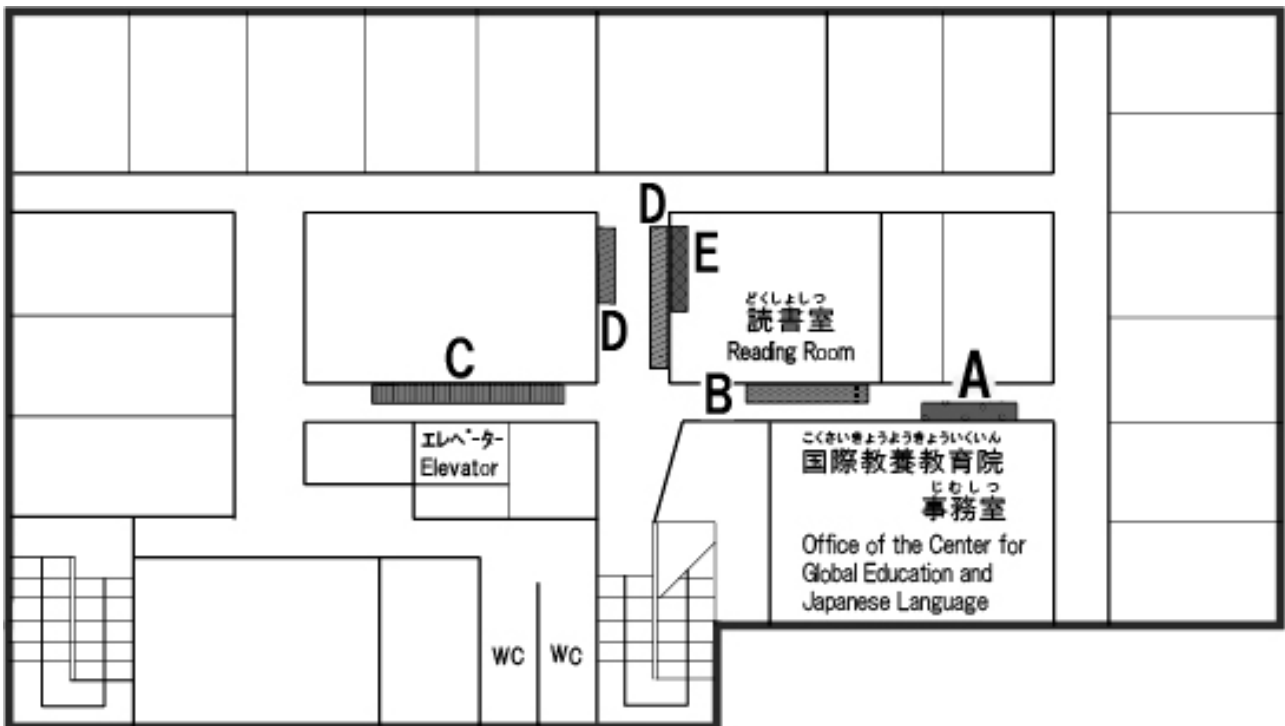 D
E
どくしょしつ
読書室
Reading Room
D
C
B
A
エレベーター
Elevator
こくさいきょうようきょういくいん
国際教養教育院
じむしつ
事務室
Office of the Center for
Global Education and
Japanese Language
WC
WC